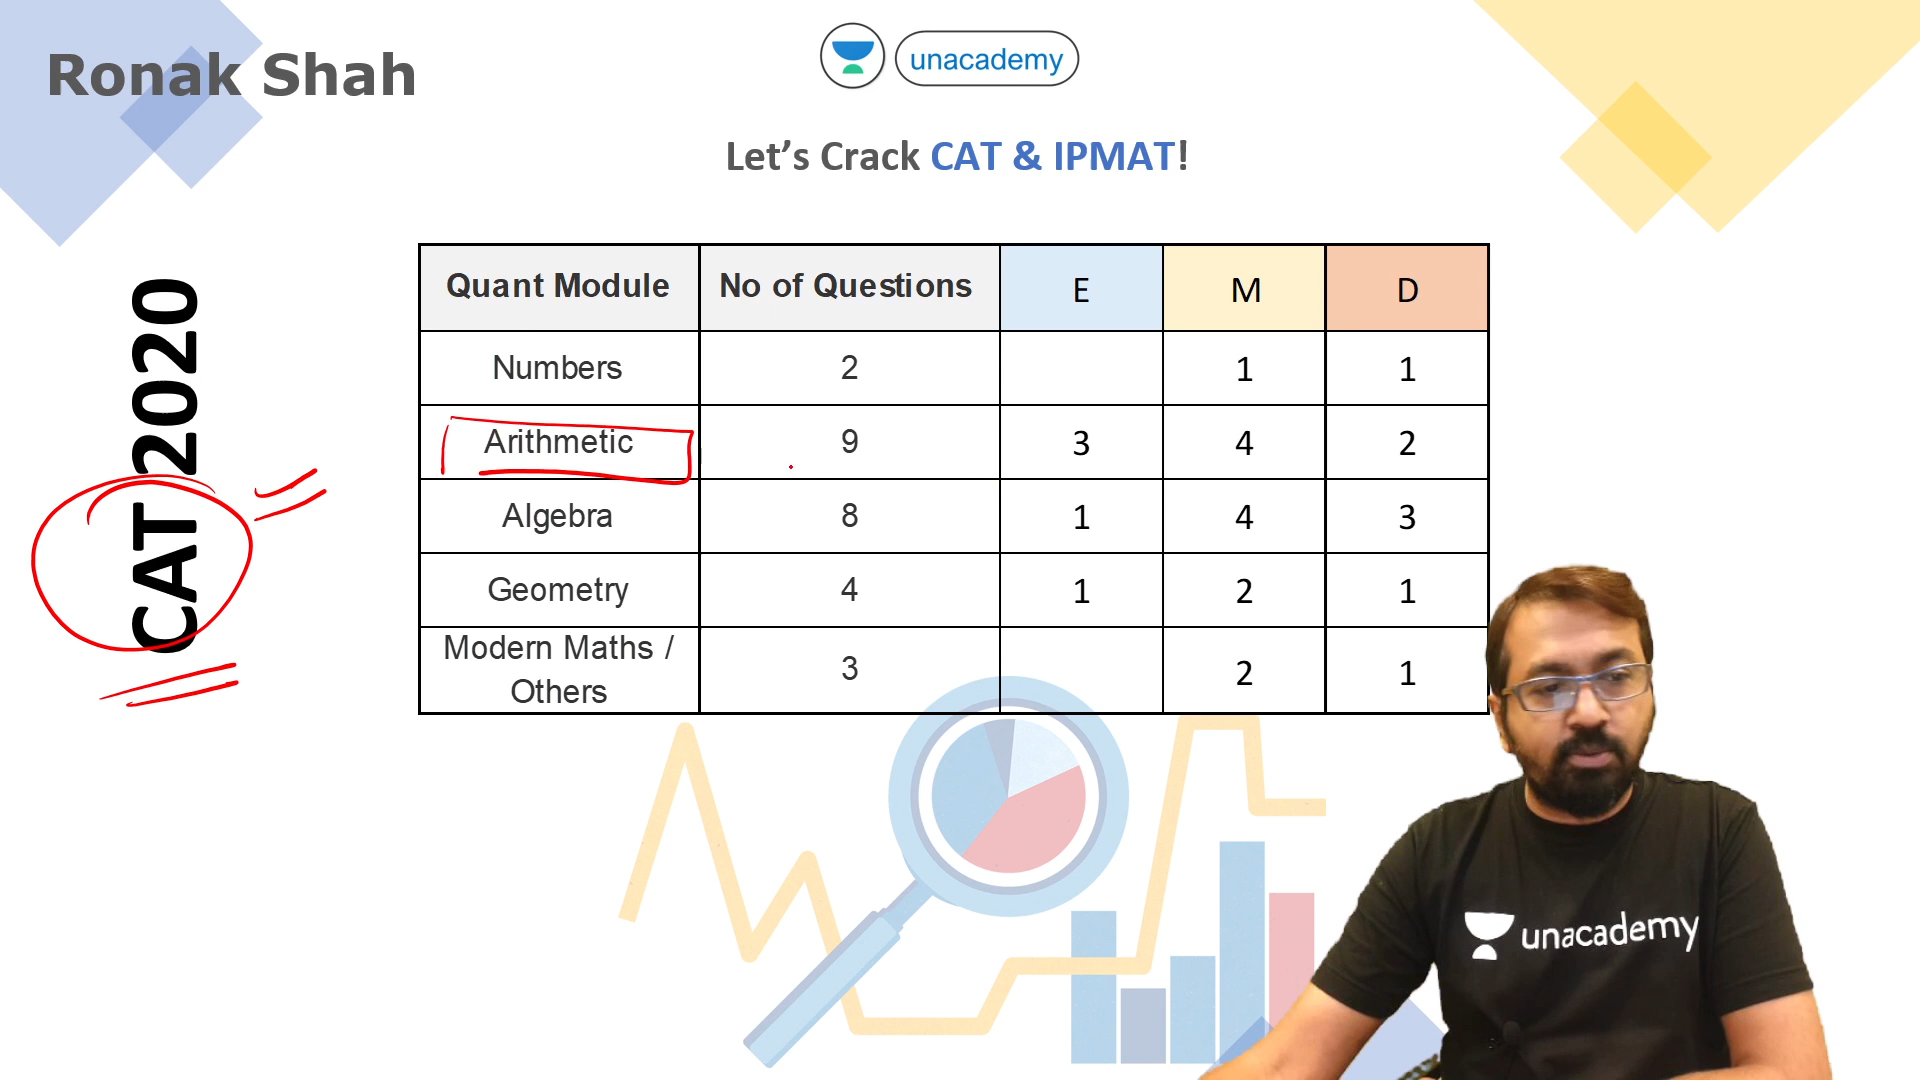 Ronak Shah
unacademy
Let's Crack CAT & IPMAT!
CAT 2020
Quant Module No of Questions E M D
Numbers 2 1 1
Arithmetic 9 3 4 2
Algebra 8 1 4 3
Geometry 4 1 2 1
Modern Maths /
Others 3 2 1
unacademy